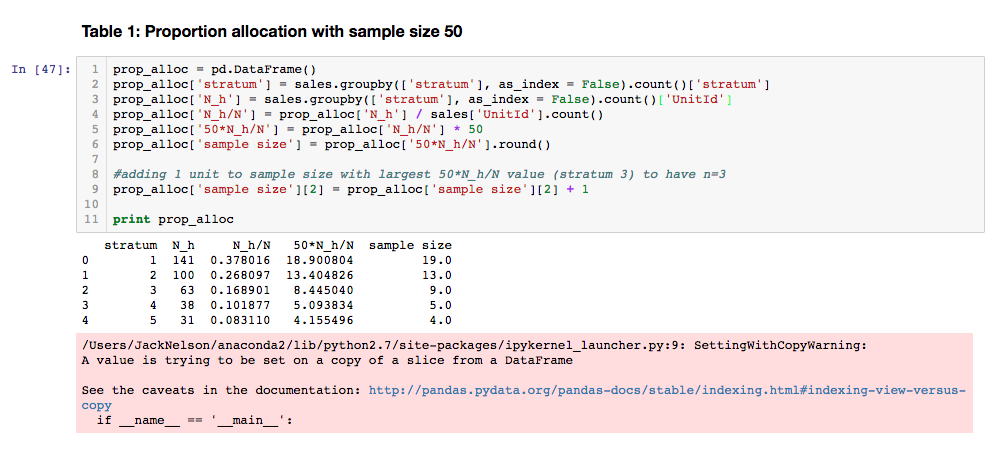 Table 1: Proportion allocation with sample size 50
In [47]:
1 prop_alloc = pd.DataFrame()
2 prop_alloc['stratum'] = sales.groupby(['stratum'], as_index = False).count()['stratum']
3 prop_alloc['N_h'] = sales.groupby(['stratum'], as_index = False).count()['UnitId']
4 prop_alloc['N_h/N'] = prop_alloc['N_h'] / sales['UnitId'].count()
5 prop_alloc['50*N_h/N'] = prop_alloc['N_h/N'] * 50
6 prop_alloc['sample size'] = prop_alloc['50*N_h/N'].round()
7
8 #adding 1 unit to sample size with largest 50*N_h/N value (stratum 3) to have n=3
9 prop_alloc['sample size'][2] = prop_alloc['sample size'][2] + 1
10
11 print prop_alloc
stratum N_h N_h/N 50*N_h/N sample size
0 1 141 0.378016 18.900804 19.0
1 2 100 0.268097 13.404826 13.0
2 3 63 0.168901 8.445040 9.0
3 4 38 0.101877 5.093834 5.0
4 5 31 0.083110 4.155496 4.0
/Users/JackNelson/anaconda2/lib/python2.7/site-packages/ipykernel_launcher.py:9: SettingWithCopyWarning:
A value is trying to be set on a copy of a slice from a DataFrame
See the caveats in the documentation: http://pandas.pydata.org/pandas-docs/stable/indexing.html#indexing-view-versus-
copy
if __name__ == '__main__':